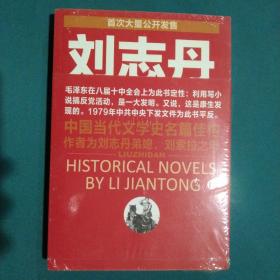 首次大量公开发售
刘志丹
毛泽东在八届十中全会上为此书定性：利用写小
说搞反党活动，是一大发明。又说，这是康生发
现的。1979年中共中央下发文件为此书平反。
中国当代文学史名篇佳作
作者为刘志丹弟媳、刘索拉之母
LIUZHIDAN
HISTORICAL NOVELS
BY LI JIANTONG